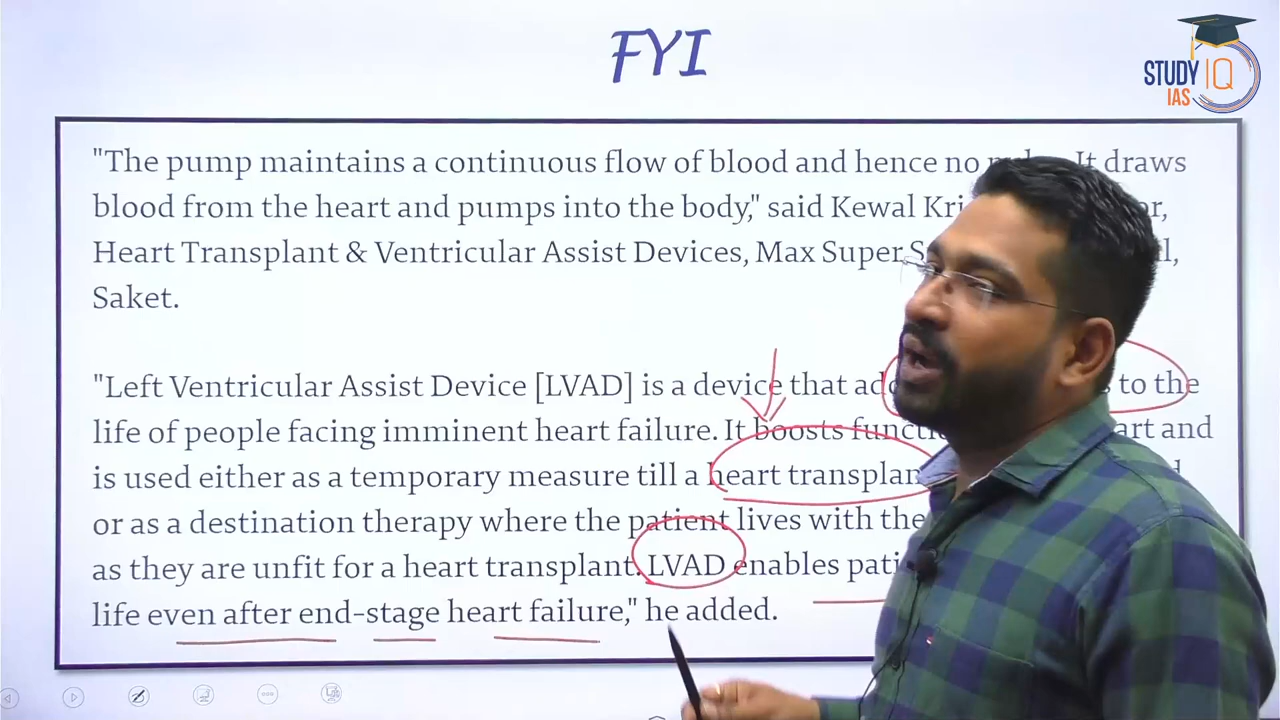 FYI
STUDY IQ
IAS
"The pump maintains a continuous flow of blood and hence no It draws
blood from the heart and pumps into the body," said Kewal
Heart Transplant & Ventricular Assist Devices, Max Super
Saket.
"Left Ventricular Assist Device [LVAD] is a device that to the
life of people facing imminent heart failure. It boosts and
is used either as a temporary measure till a heart
or as a destination therapy where the patient lives with the
as they are unfit for a heart transplant. LVAD enables
life even after end-stage heart failure," he added.